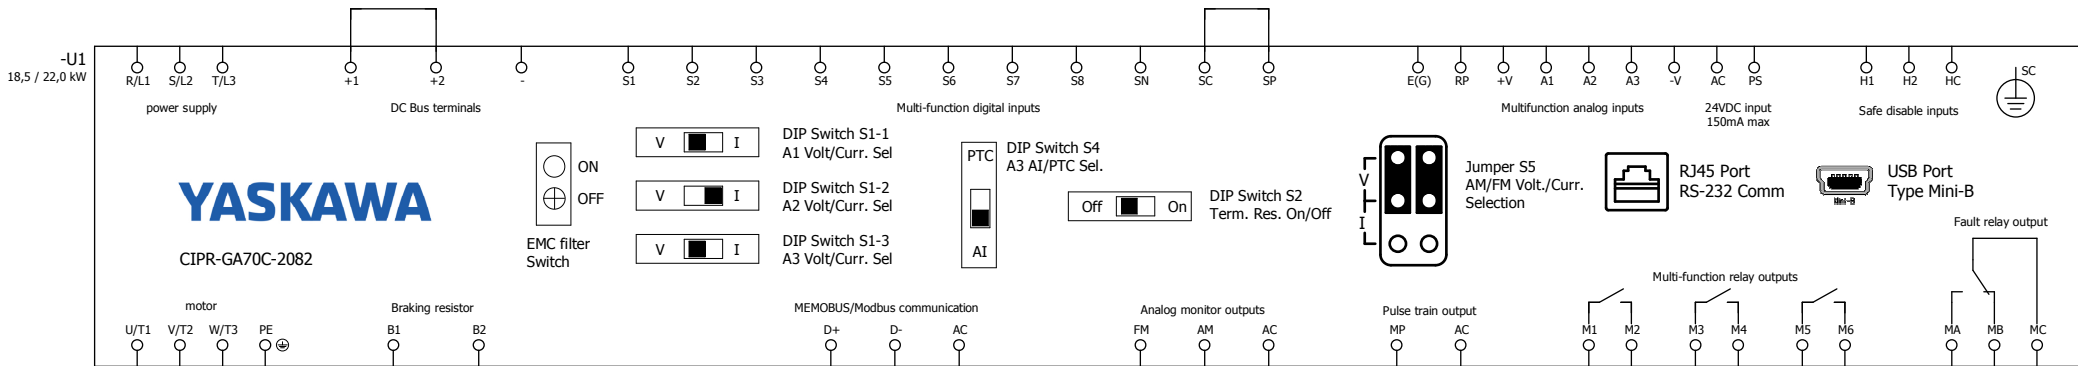 -U1
18,5 / 22,0 kW
R/L1 S/L2 T/L3 +1 +2 - S1 S2 S3 S4 S5 S6 S7 S8 SN SC SP E(G) RP +V A1 A2 A3 -V AC PS H1 H2 HC SC
power supply
DC Bus terminals
Multi-function digital inputs
Multifunction analog inputs
24VDC input
150mA max
Safe disable inputs
YASKAWA
CIPR-GA70C-2082
ON
OFF
EMC filter
Switch
V I
DIP Switch S1-1
A1 Volt/Curr. Sel
V I
DIP Switch S1-2
A2 Volt/Curr. Sel
V I
DIP Switch S1-3
A3 Volt/Curr. Sel
PTC
AI
DIP Switch S4
A3 AI/PTC Sel.
Off On
DIP Switch S2
Term. Res. On/Off
V
I
Jumper S5
AM/FM Volt./Curr.
Selection
RJ45 Port
RS-232 Comm
Mini-B
USB Port
Type Mini-B
Fault relay output
Multi-function relay outputs
motor
Braking resistor
MEMOBUS/Modbus communication
Analog monitor outputs
Pulse train output
U/T1 V/T2 W/T3 PE B1 B2 D+ D- AC FM AM AC MP AC M1 M2 M3 M4 M5 M6 MA MB MC